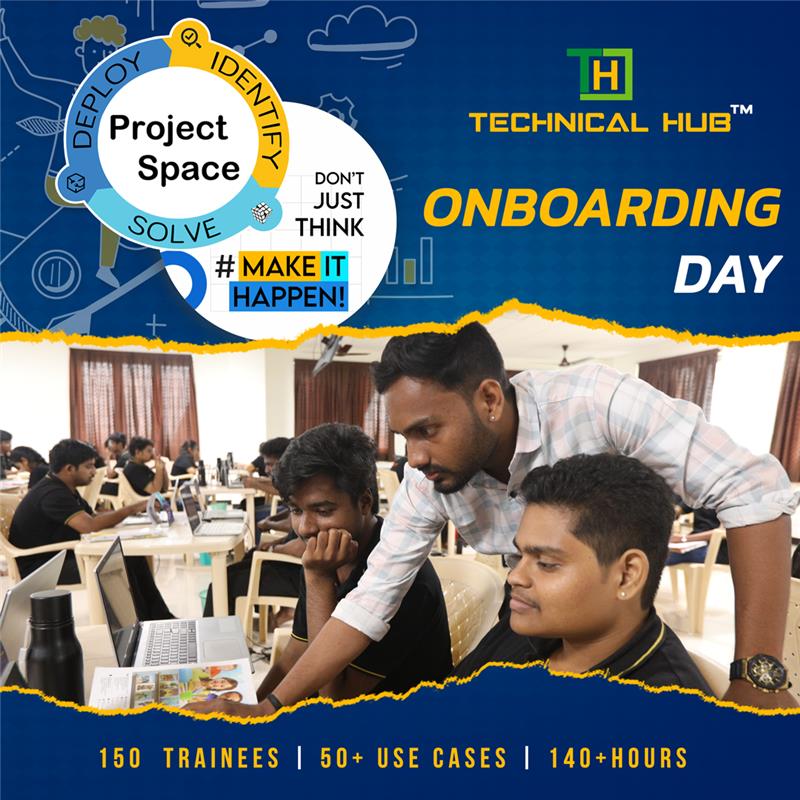 DEPLOY
IDENTIFY
SOLVE
Project
Space
DON'T
JUST
THINK
# MAKE IT
HAPPEN!
TH
TECHNICAL HUB™
ONBOARDING
DAY
150 TRAINEES | 50+ USE CASES | 140+HOURS